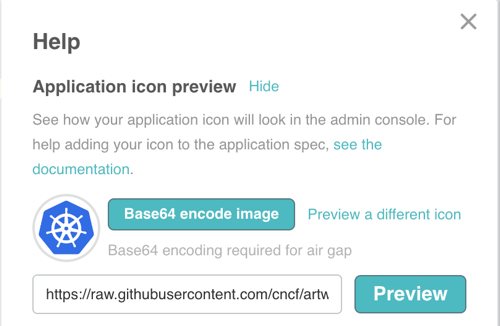 Help
Application icon preview Hide
See how your application icon will look in the admin console. For
help adding your icon to the application spec, see the
documentation.
Base64 encode image Preview a different icon
Base64 encoding required for air gap
https://raw.githubusercontent.com/cncf/artw Preview